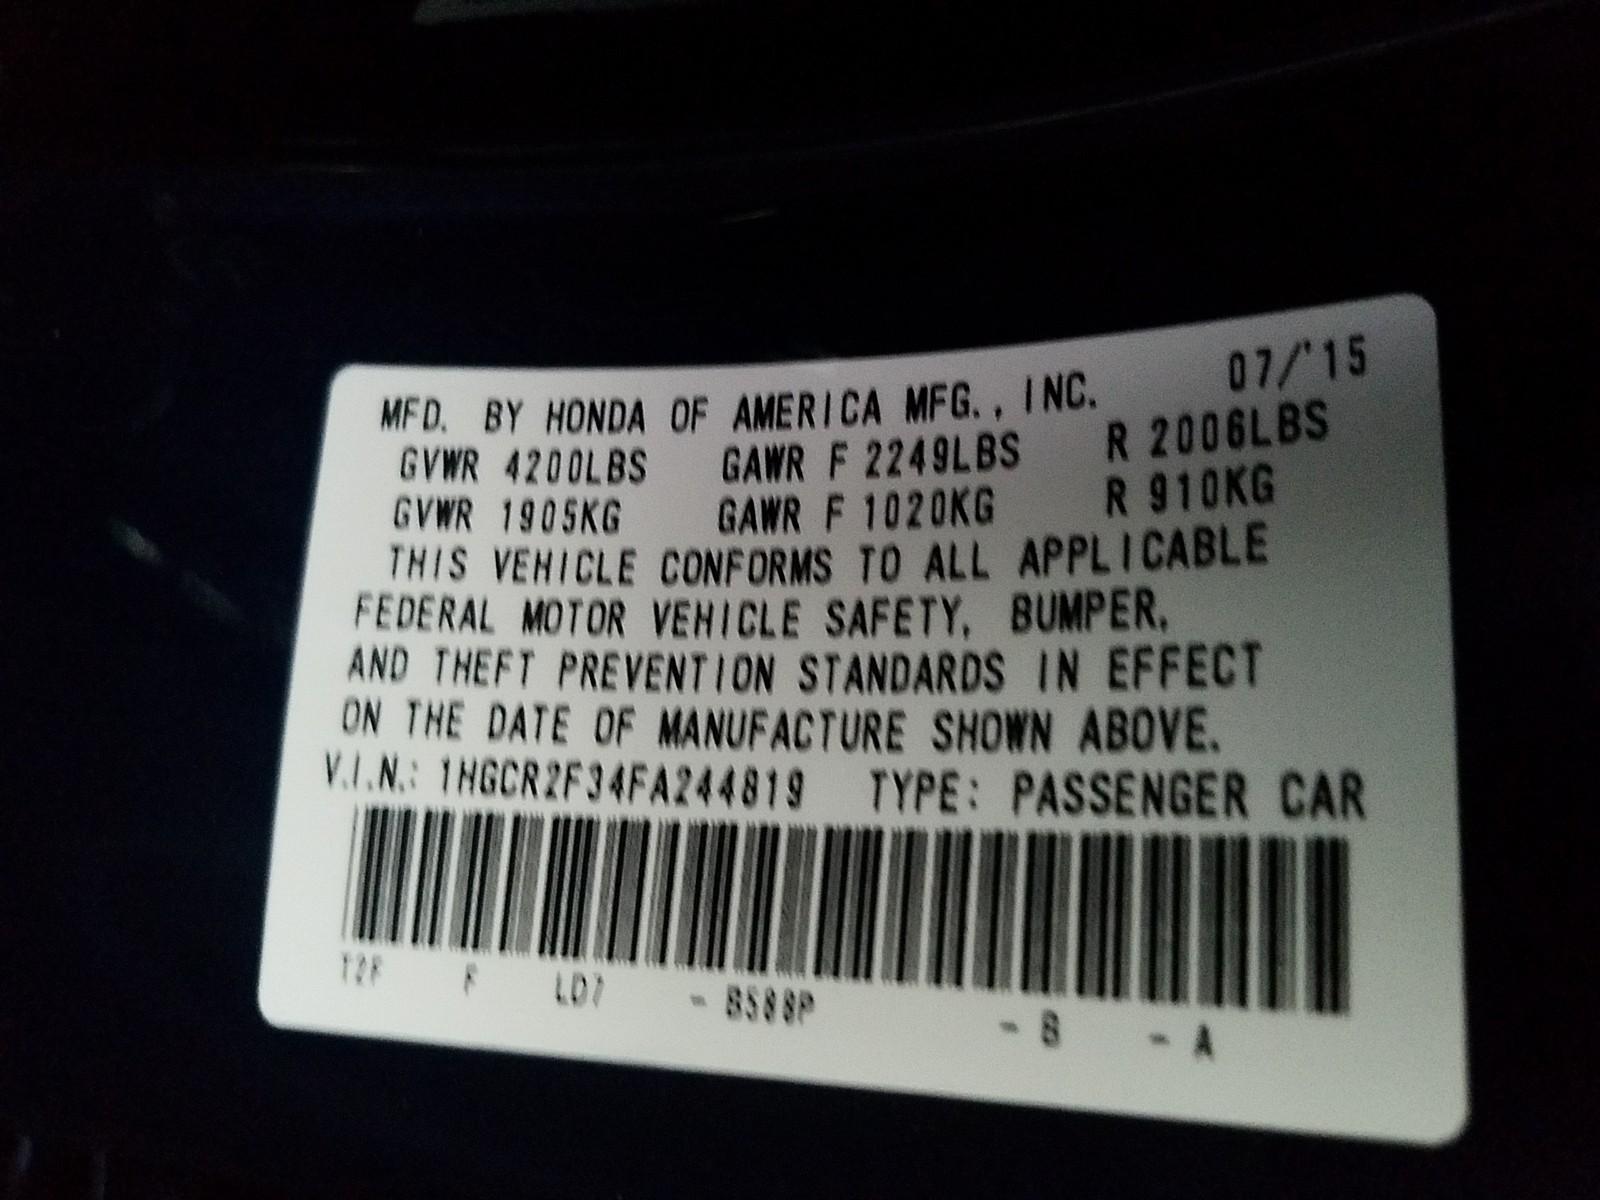 MFD. BY HONDA OF AMERICA MFG., INC. 07/'15
GVWR 4200LBS GAWR F 2249LBS R 2006LBS
GVWR 1905KG GAWR F 1020KG R 910KG
THIS VEHICLE CONFORMS TO ALL APPLICABLE
FEDERAL MOTOR VEHICLE SAFETY, BUMPER,
AND THEFT PREVENTION STANDARDS IN EFFECT
ON THE DATE OF MANUFACTURE SHOWN ABOVE.
V.I.N.: 1HGCR2F34FA244819 TYPE: PASSENGER CAR
T2F F LD7 - B588P - B - A